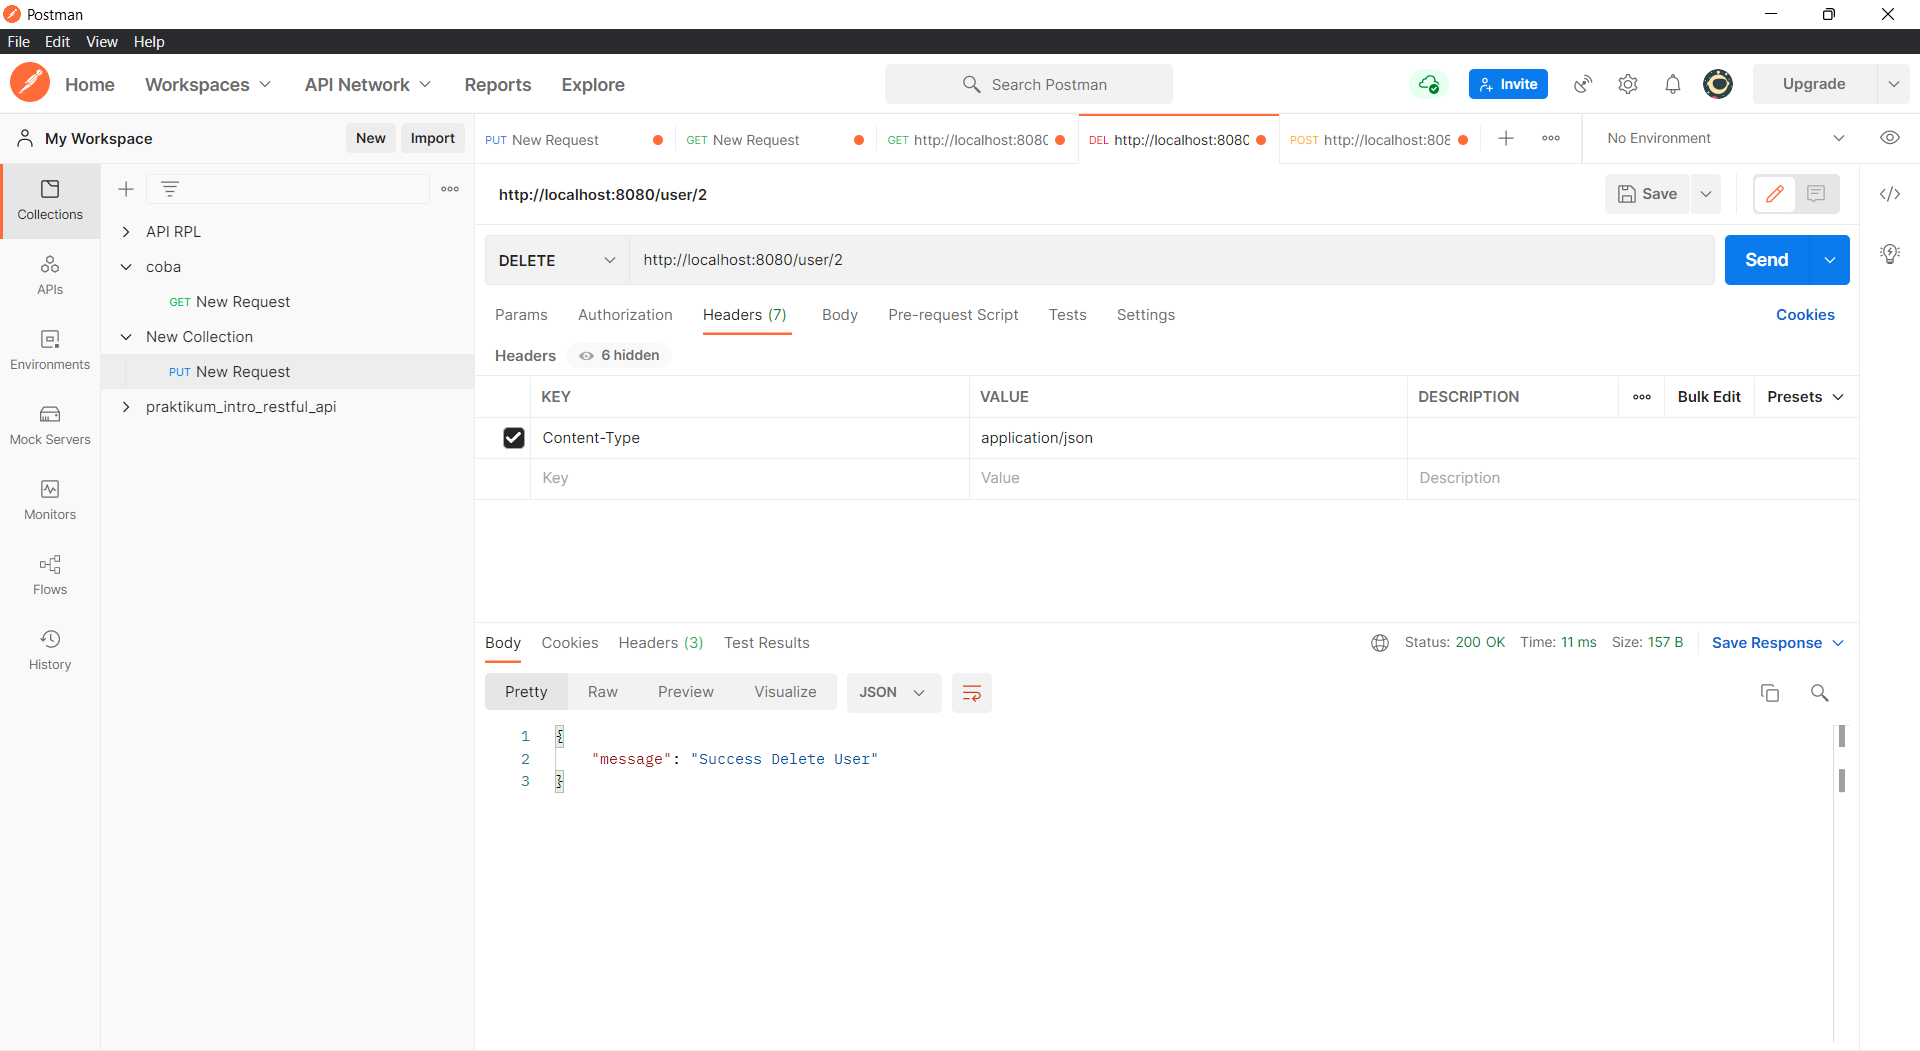 Postman
File Edit View Help
Home Workspaces API Network Reports Explore Search Postman Invite Upgrade
My Workspace New Import
PUT New Request GET New Request GET http://localhost:8080 DEL http://localhost:8080 POST http://localhost:808 No Environment
Collections
APIs
Environments
Mock Servers
Monitors
Flows
History
API RPL
coba
GET New Request
New Collection
PUT New Request
praktikum_intro_restful_api
http://localhost:8080/user/2 Save
DELETE http://localhost:8080/user/2 Send
Params Authorization Headers (7) Body Pre-request Script Tests Settings Cookies
Headers 6 hidden
KEY VALUE DESCRIPTION Bulk Edit Presets
Content-Type application/json
Key Value Description
Body Cookies Headers (3) Test Results Status: 200 OK Time: 11 ms Size: 157 B Save Response
Pretty Raw Preview Visualize JSON
1 {
2 "message": "Success Delete User"
3 }